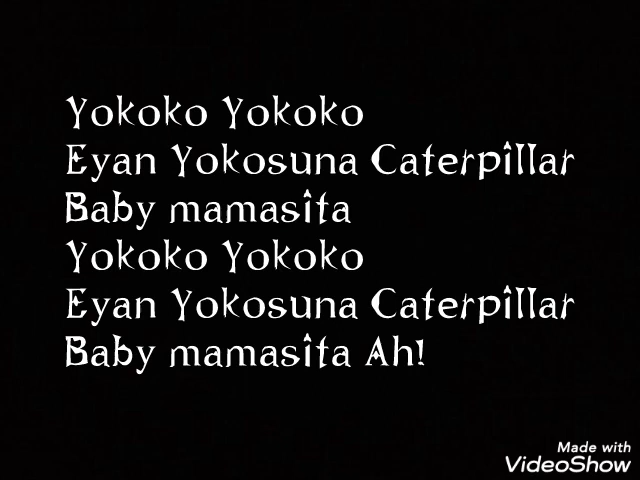 Yokoko Yokoko
Eyan Yokosuna Caterpillar
Baby mamasita
Yokoko Yokoko
Eyan Yokosuna Caterpillar
Baby mamasita Ah!
Made with
VideoShow